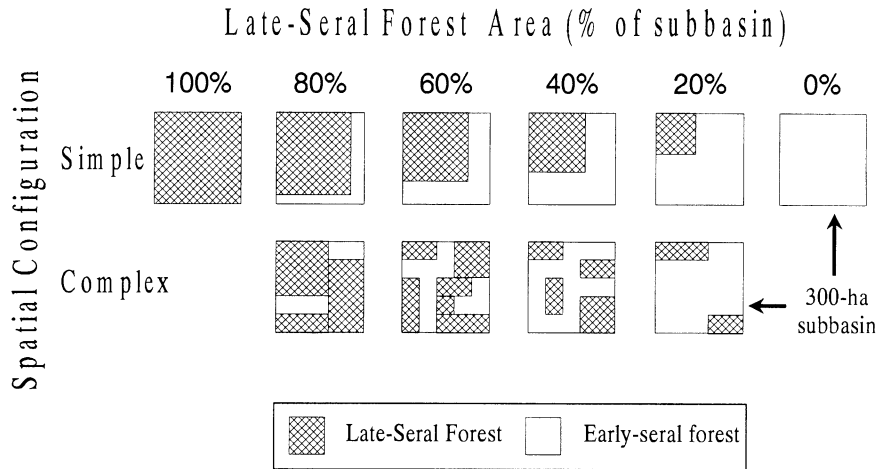 Late-Seral Forest Area (% of subbasin)
100% 80% 60% 40% 20% 0%
Spatial Configuration
Simple
Complex
300-ha
subbasin
Late-Seral Forest
Early-seral forest